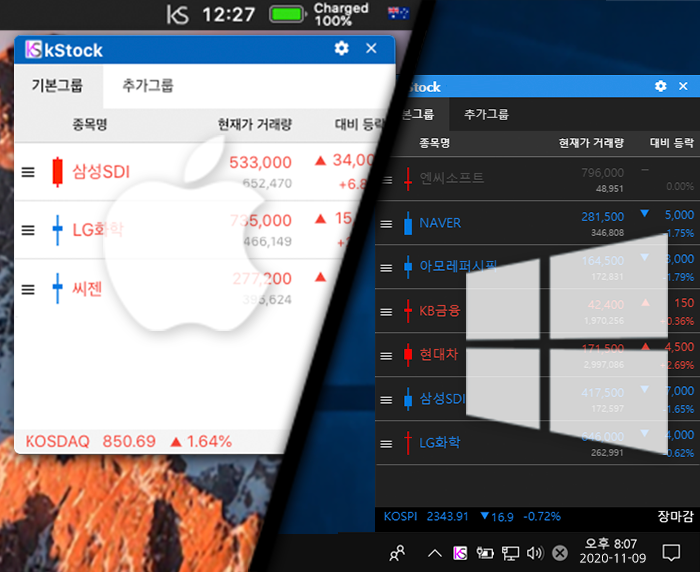 KS 12:27 Charged
100%
kStock
기본그룹 추가그룹
종목명 현재가 거래량 대비 등락
삼성SDI 533,000 ▲ 34,00
652,470 +6.8
LG화학 735,000 ▲ 15
466,149
씨젠 277,200
624
KOSDAQ 850.69 ▲ 1.64%
Stock
본그룹 추가그룹
종목명 현재가 거래량 대비 등락
엔씨소프트 796,000 –
48,951 0.00%
NAVER 281,500 ▼ 5,000
346,808 1.75%
아모레퍼시픽 164,500 ▼ 3,000
172,831 1.79%
KB금융 42,400 ▲ 150
1,970,256 0.36%
현대차 171,500 ▲ 4,500
2,997,086 2.69%
삼성SDI 417,500 ▼ 7,000
172,597 1.65%
LG화학 646,000 ▼ 4,000
262,991 -0.62%
KOSPI 2343.91 ▼16.9 -0.72% 장마감
오후 8:07
2020-11-09